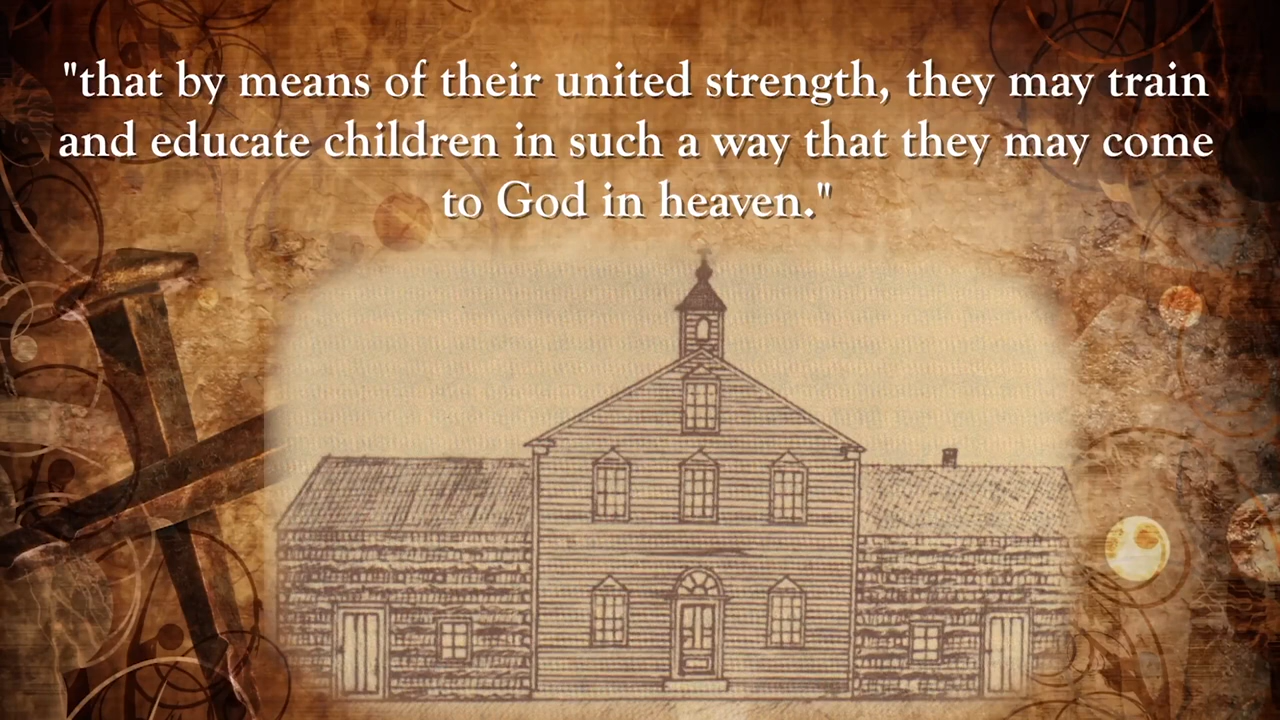 "that by means of their united strength, they may train
and educate children in such a way that they may come
to God in heaven."